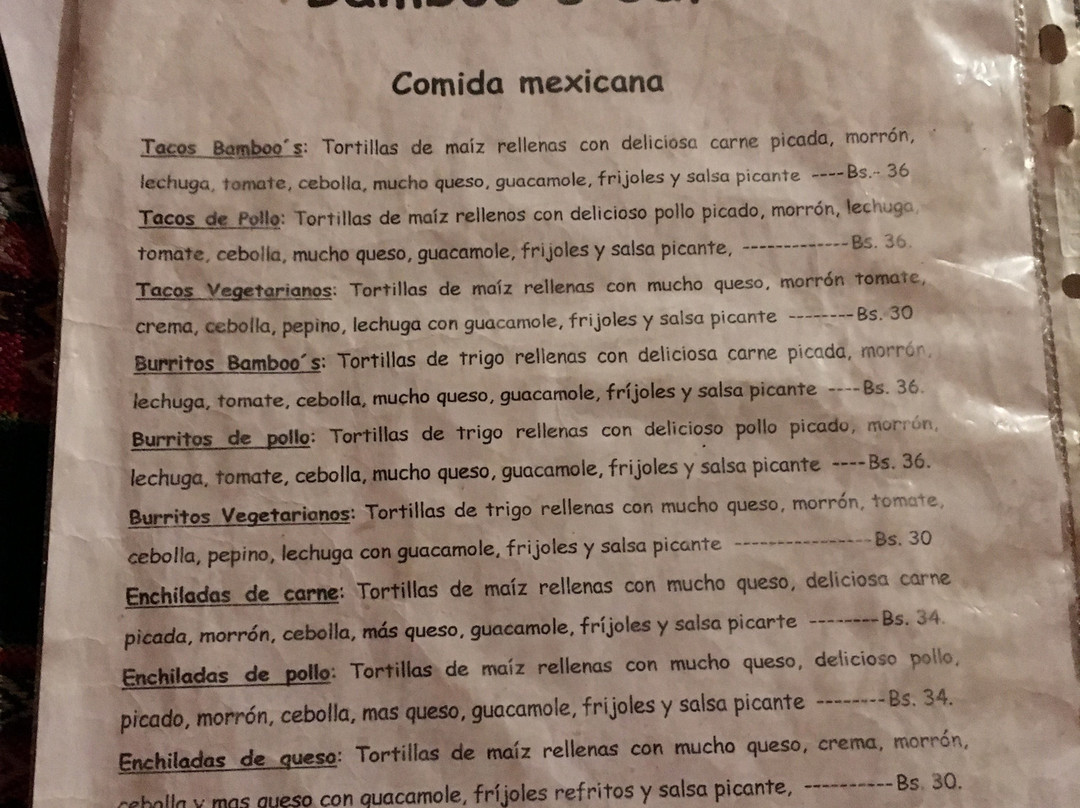 Comida mexicana
Tacos Bamboo´s: Tortillas de maíz rellenas con deliciosa carne picada, morrón,
lechuga, tomate, cebolla, mucho queso, guacamole, frijoles y salsa picante ----Bs.- 36
Tacos de Pollo: Tortillas de maíz rellenos con delicioso pollo picado, morrón, lechuga,
tomate, cebolla, mucho queso, guacamole, frijoles y salsa picante, -------------Bs. 36.
Tacos Vegetarianos: Tortillas de maíz rellenas con mucho queso, morrón tomate,
crema, cebolla, pepino, lechuga con guacamole, frijoles y salsa picante --------Bs. 30
Burritos Bamboo´s: Tortillas de trigo rellenas con deliciosa carne picada, morrón,
lechuga, tomate, cebolla, mucho queso, guacamole, fríjoles y salsa picante ----Bs. 36.
Burritos de pollo: Tortillas de trigo rellenas con delicioso pollo picado, morrón,
lechuga, tomate, cebolla, mucho queso, guacamole, frijoles y salsa picante ----Bs. 36.
Burritos Vegetarianos: Tortillas de trigo rellenas con mucho queso, morrón, tomate,
cebolla, pepino, lechuga con guacamole, frijoles y salsa picante -----------------Bs. 30
Enchiladas de carne: Tortillas de maíz rellenas con mucho queso, deliciosa carne
picada, morrón, cebolla, más queso, guacamole, fríjoles y salsa picarte --------Bs. 34.
Enchiladas de pollo: Tortillas de maíz rellenas con mucho queso, delicioso pollo,
picado, morrón, cebolla, mas queso, guacamole, frijoles y salsa picante --------Bs. 34.
Enchiladas de queso: Tortillas de maíz rellenas con mucho queso, crema, morrón,
cebolla y mas queso con guacamole, fríjoles refritos y salsa picante, ----------Bs. 30.